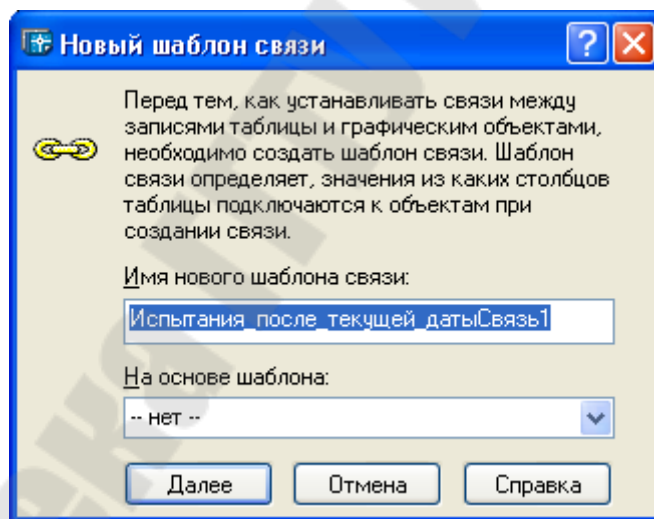 Новый шаблон связи
Перед тем, как устанавливать связи между
записями таблицы и графическим объектами,
необходимо создать шаблон связи. Шаблон
связи определяет, значения из каких столбцов
таблицы подключаются к объектам при
создании связи.
Имя нового шаблона связи:
Испытания_после_текущей_датыСвязь1
На основе шаблона:
-- нет --
Далее Отмена Справка